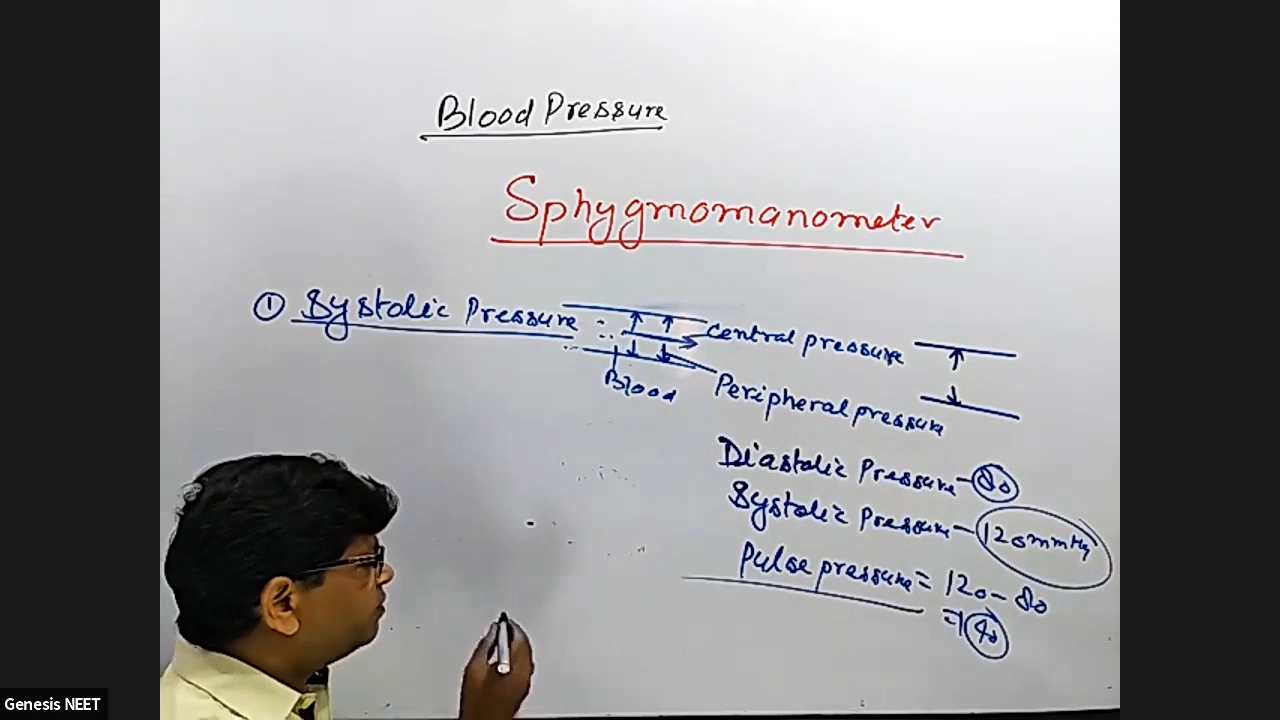 Blood Pressure
Sphygmomanometer
① Systolic Pressure
Central pressure
Blood
Peripheral pressure
Diastolic Pressure - 80
Systolic Pressure - 120 mmHg
Pulse pressure = 120 - 80
= 40
Genesis NEET